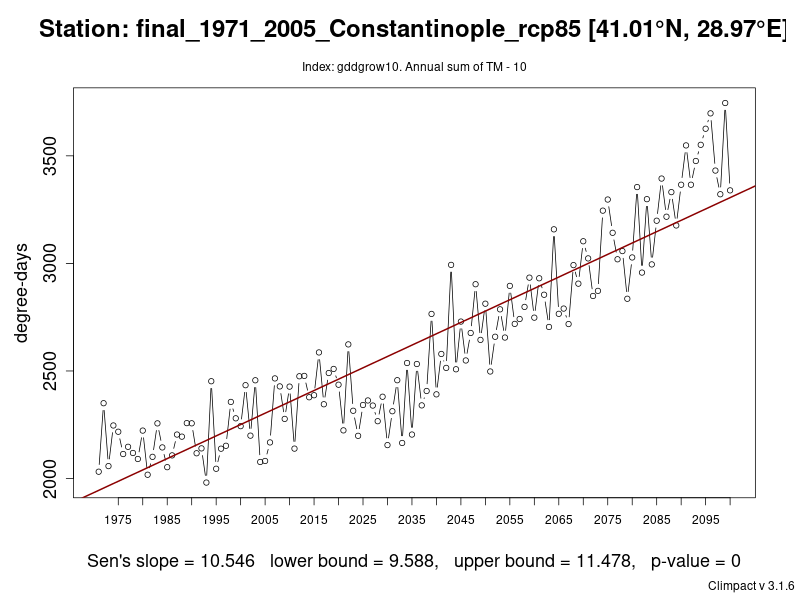 Station: final_1971_2005_Constantinople_rcp85 [41.01°N, 28.97°E]
Index: gddgrow10. Annual sum of TM - 10
degree-days
3500
3000
2500
2000
1975 1985 1995 2005 2015 2025 2035 2045 2055 2065 2075 2085 2095
Sen's slope = 10.546 lower bound = 9.588, upper bound = 11.478, p-value = 0
Climpact v 3.1.6